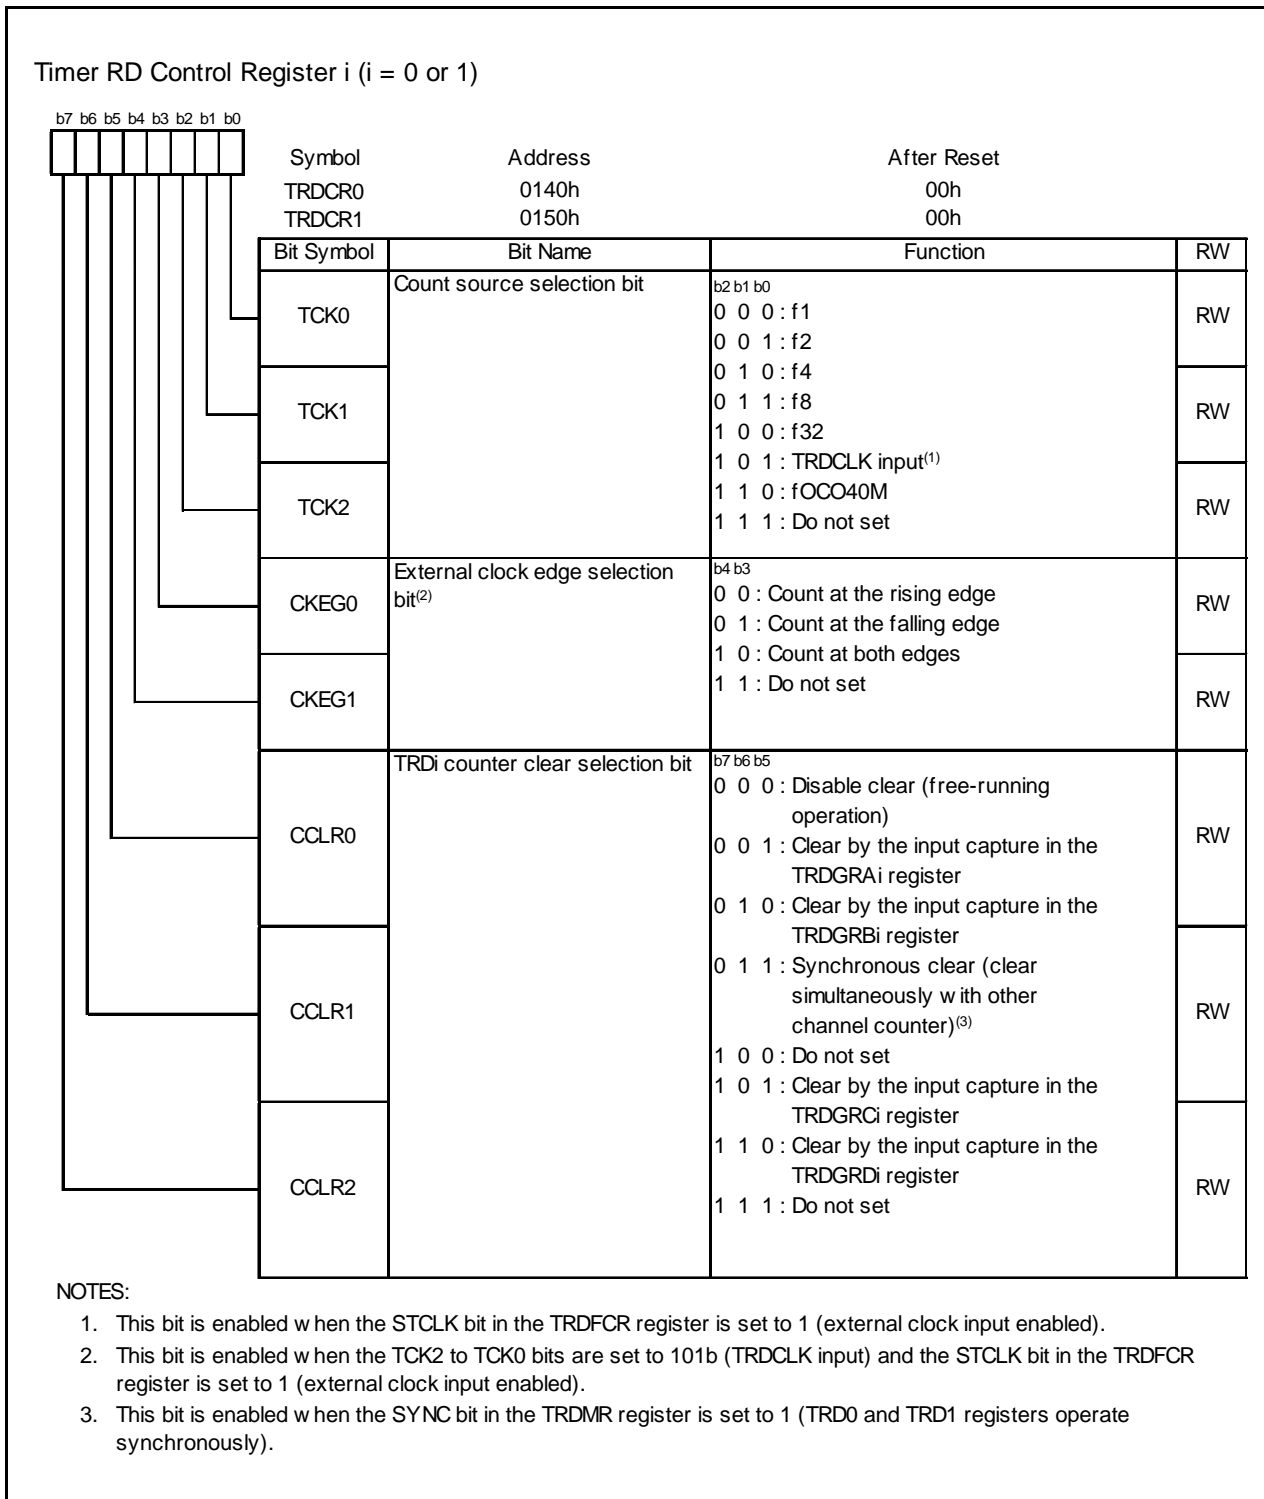 Timer RD Control Register i (i = 0 or 1)
b7 b6 b5 b4 b3 b2 b1 b0
Symbol Address After Reset
TRDCR0 0140h 00h
TRDCR1 0150h 00h
Bit Symbol Bit Name Function RW
TCK0 Count source selection bit b2 b1 b0 RW
0 0 0 : f1
0 0 1 : f2
0 1 0 : f4
TCK1 0 1 1 : f8 RW
1 0 0 : f32
1 0 1 : TRDCLK input(1)
TCK2 1 1 0 : fOCO40M RW
1 1 1 : Do not set
CKEG0 External clock edge selection b4 b3 RW
bit(2) 0 0 : Count at the rising edge
0 1 : Count at the falling edge
1 0 : Count at both edges
CKEG1 1 1 : Do not set RW
TRDi counter clear selection bit b7 b6 b5
0 0 0 : Disable clear (free-running
operation)
CCLR0 0 0 1 : Clear by the input capture in the RW
TRDGRAi register
0 1 0 : Clear by the input capture in the
TRDGRBi register
0 1 1 : Synchronous clear (clear
CCLR1 simultaneously with other RW
channel counter)(3)
1 0 0 : Do not set
1 0 1 : Clear by the input capture in the
TRDGRCi register
1 1 0 : Clear by the input capture in the
CCLR2 TRDGRDi register RW
1 1 1 : Do not set
NOTES:
1. This bit is enabled when the STCLK bit in the TRDFCR register is set to 1 (external clock input enabled).
2. This bit is enabled when the TCK2 to TCK0 bits are set to 101b (TRDCLK input) and the STCLK bit in the TRDFCR
register is set to 1 (external clock input enabled).
3. This bit is enabled when the SYNC bit in the TRDMR register is set to 1 (TRD0 and TRD1 registers operate
synchronously).